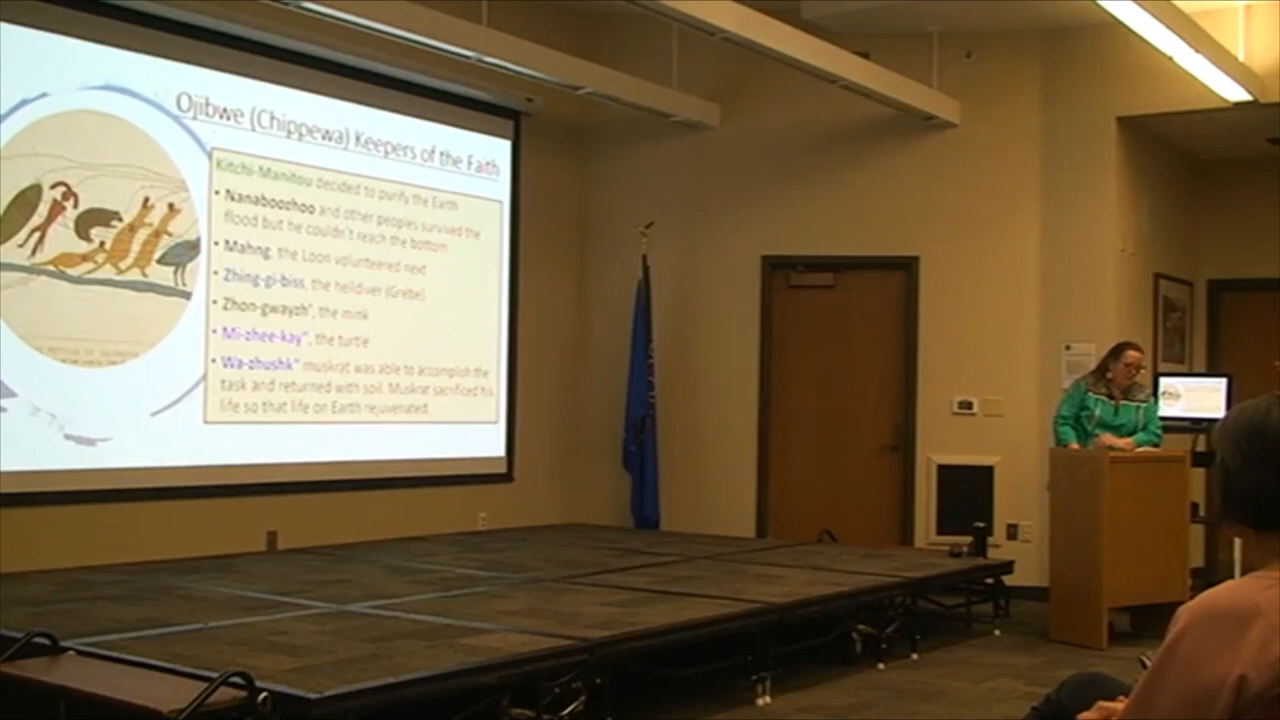 Ojibwe (Chippewa) Keepers of the Faith
Kitchi-Manitou decided to purify the Earth
• Nanaboozhoo and other peoples survived the
flood but he couldn't reach the bottom
• Mahng, the Loon volunteered next
• Zhing-gi-biss, the helldiver (Grebe)
• Zhon-gwayzh", the mink
• Mi-zhee-kay", the turtle
• Wa-zhushk" muskrat was able to accomplish the
task and returned with soil. Muskrat sacrificed his
life so that life on Earth rejuvenated.